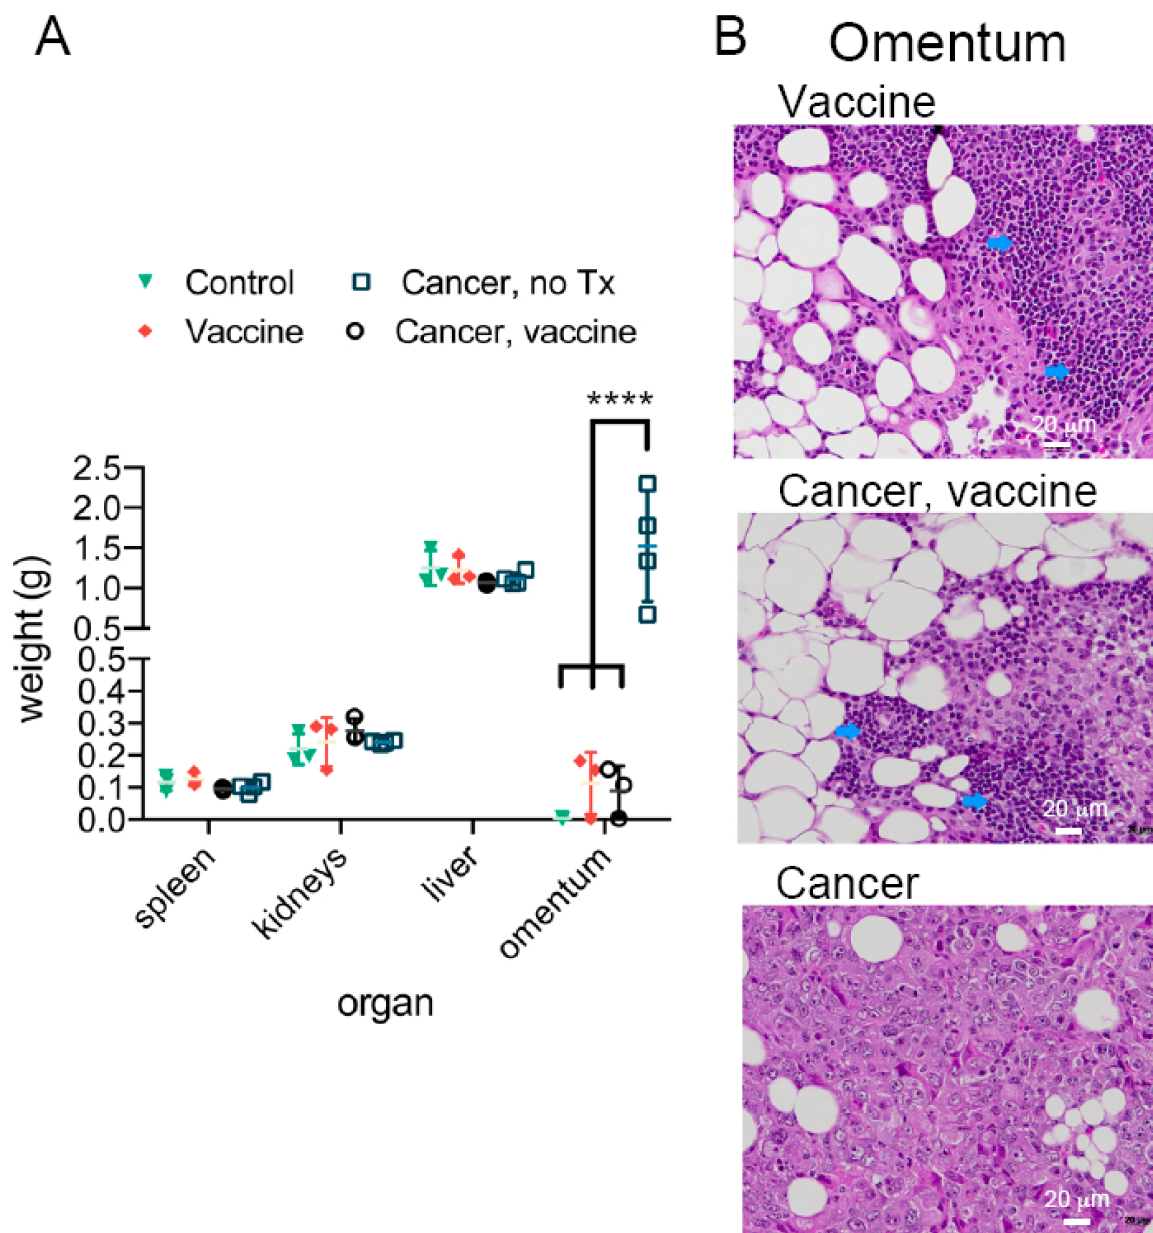 A
B
Omentum
Vaccine
Control
Cancer, no Tx
Vaccine
Cancer, vaccine
****
20 µm
2.5
2.0
1.5
1.0
0.5
0.5
0.4
0.3
0.2
0.1
0.0
weight (g)
spleen
kidneys
liver
omentum
organ
Cancer, vaccine
20 µm
Cancer
20 µm
20 µm